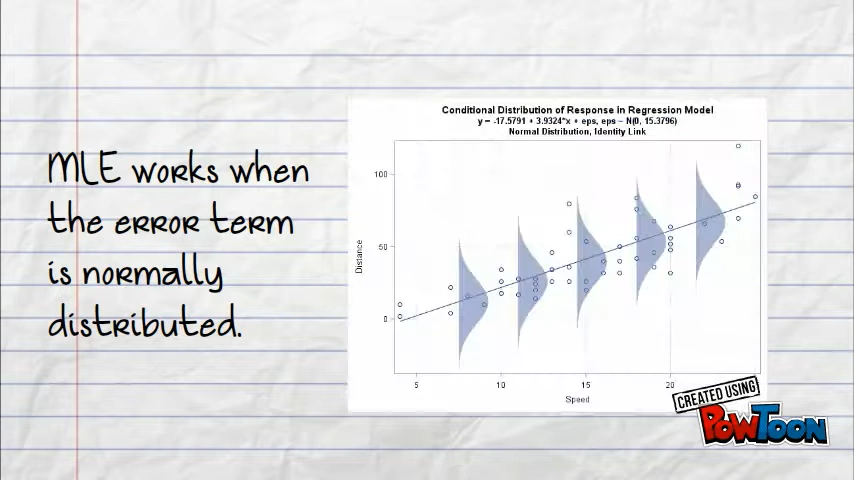 MLE works when
the error term
is normally
distributed.
Conditional Distribution of Response in Regression Model
y = -17.5791 + 3.9324*x + eps, eps ~ N(0, 15.3796)
Normal Distribution, Identity Link
Distance
100
50
0
5 10 15 20
Speed
CREATED USING
POWTOON